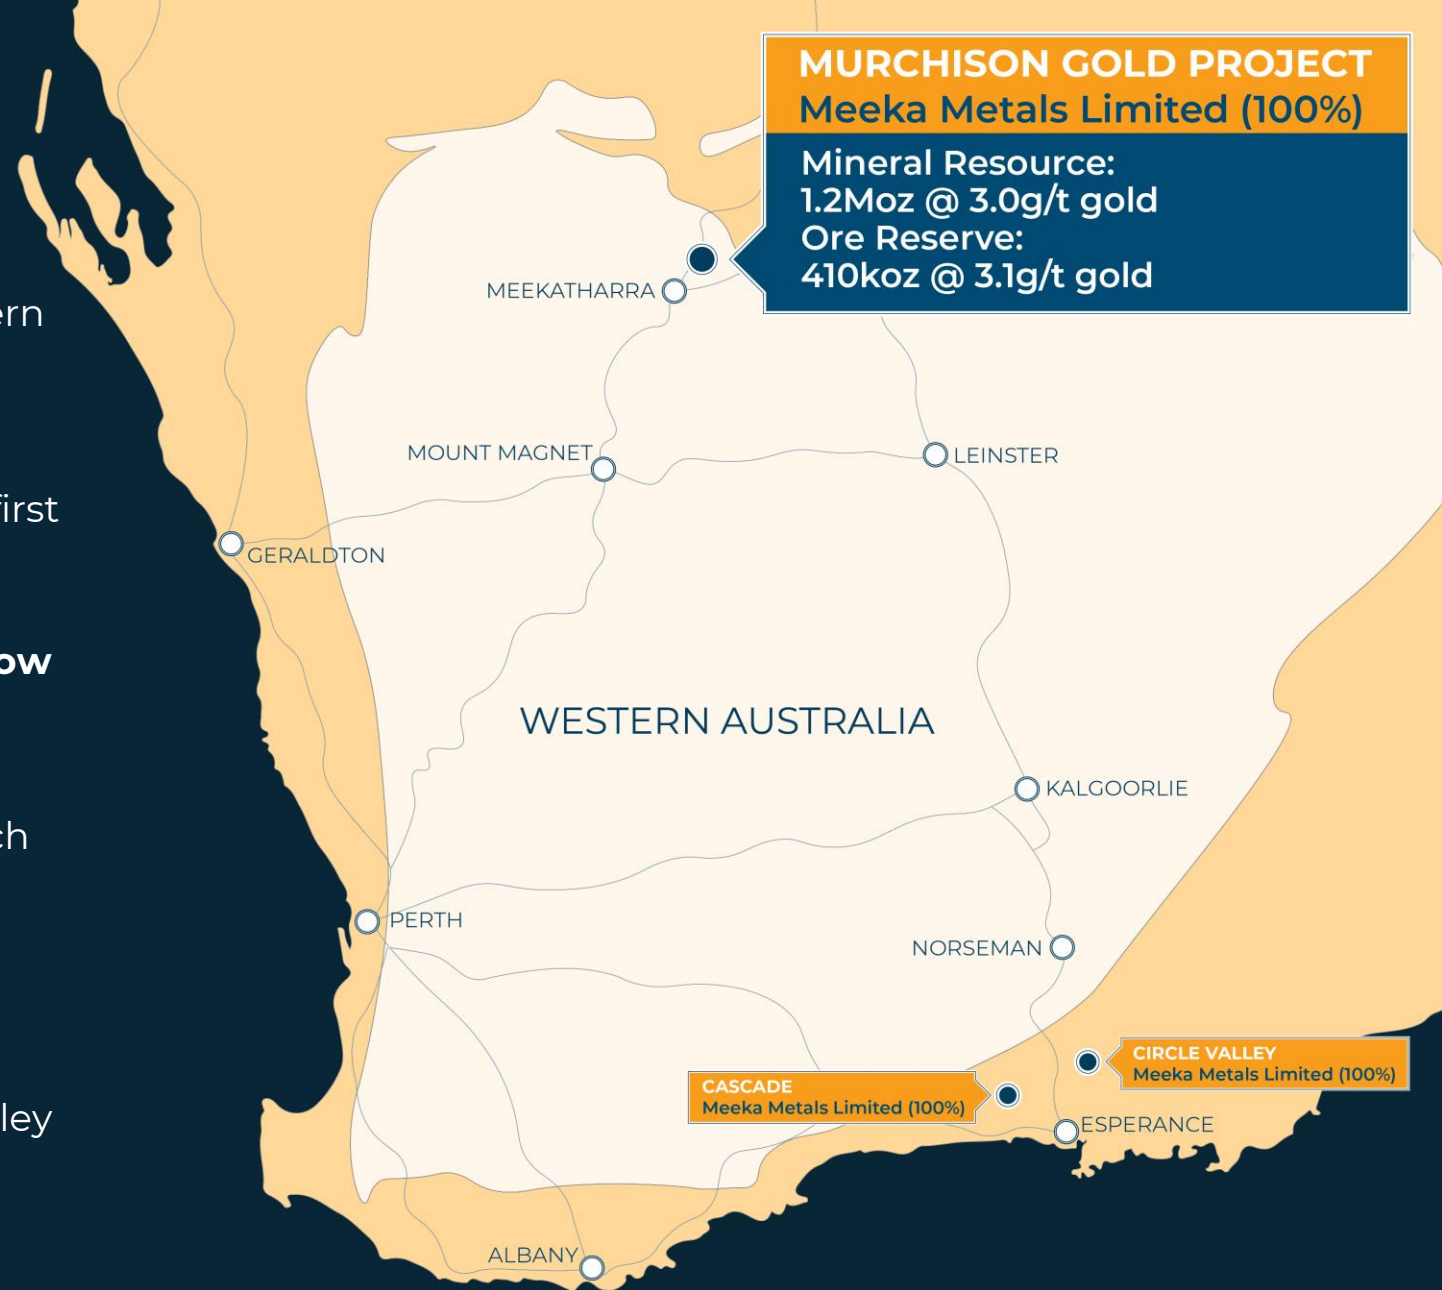 MURCHISON GOLD PROJECT
Meeka Metals Limited (100%)
Mineral Resource:
1.2Moz @ 3.0g/t gold
Ore Reserve:
410koz @ 3.1g/t gold
MEEKATHARRA
MOUNT MAGNET
LEINSTER
first
GERALDTON
WESTERN AUSTRALIA
KALGOORLIE
PERTH
NORSEMAN
CIRCLE VALLEY
Meeka Metals Limited (100%)
CASCADE
Meeka Metals Limited (100%)
ESPERANCE
ALBANY